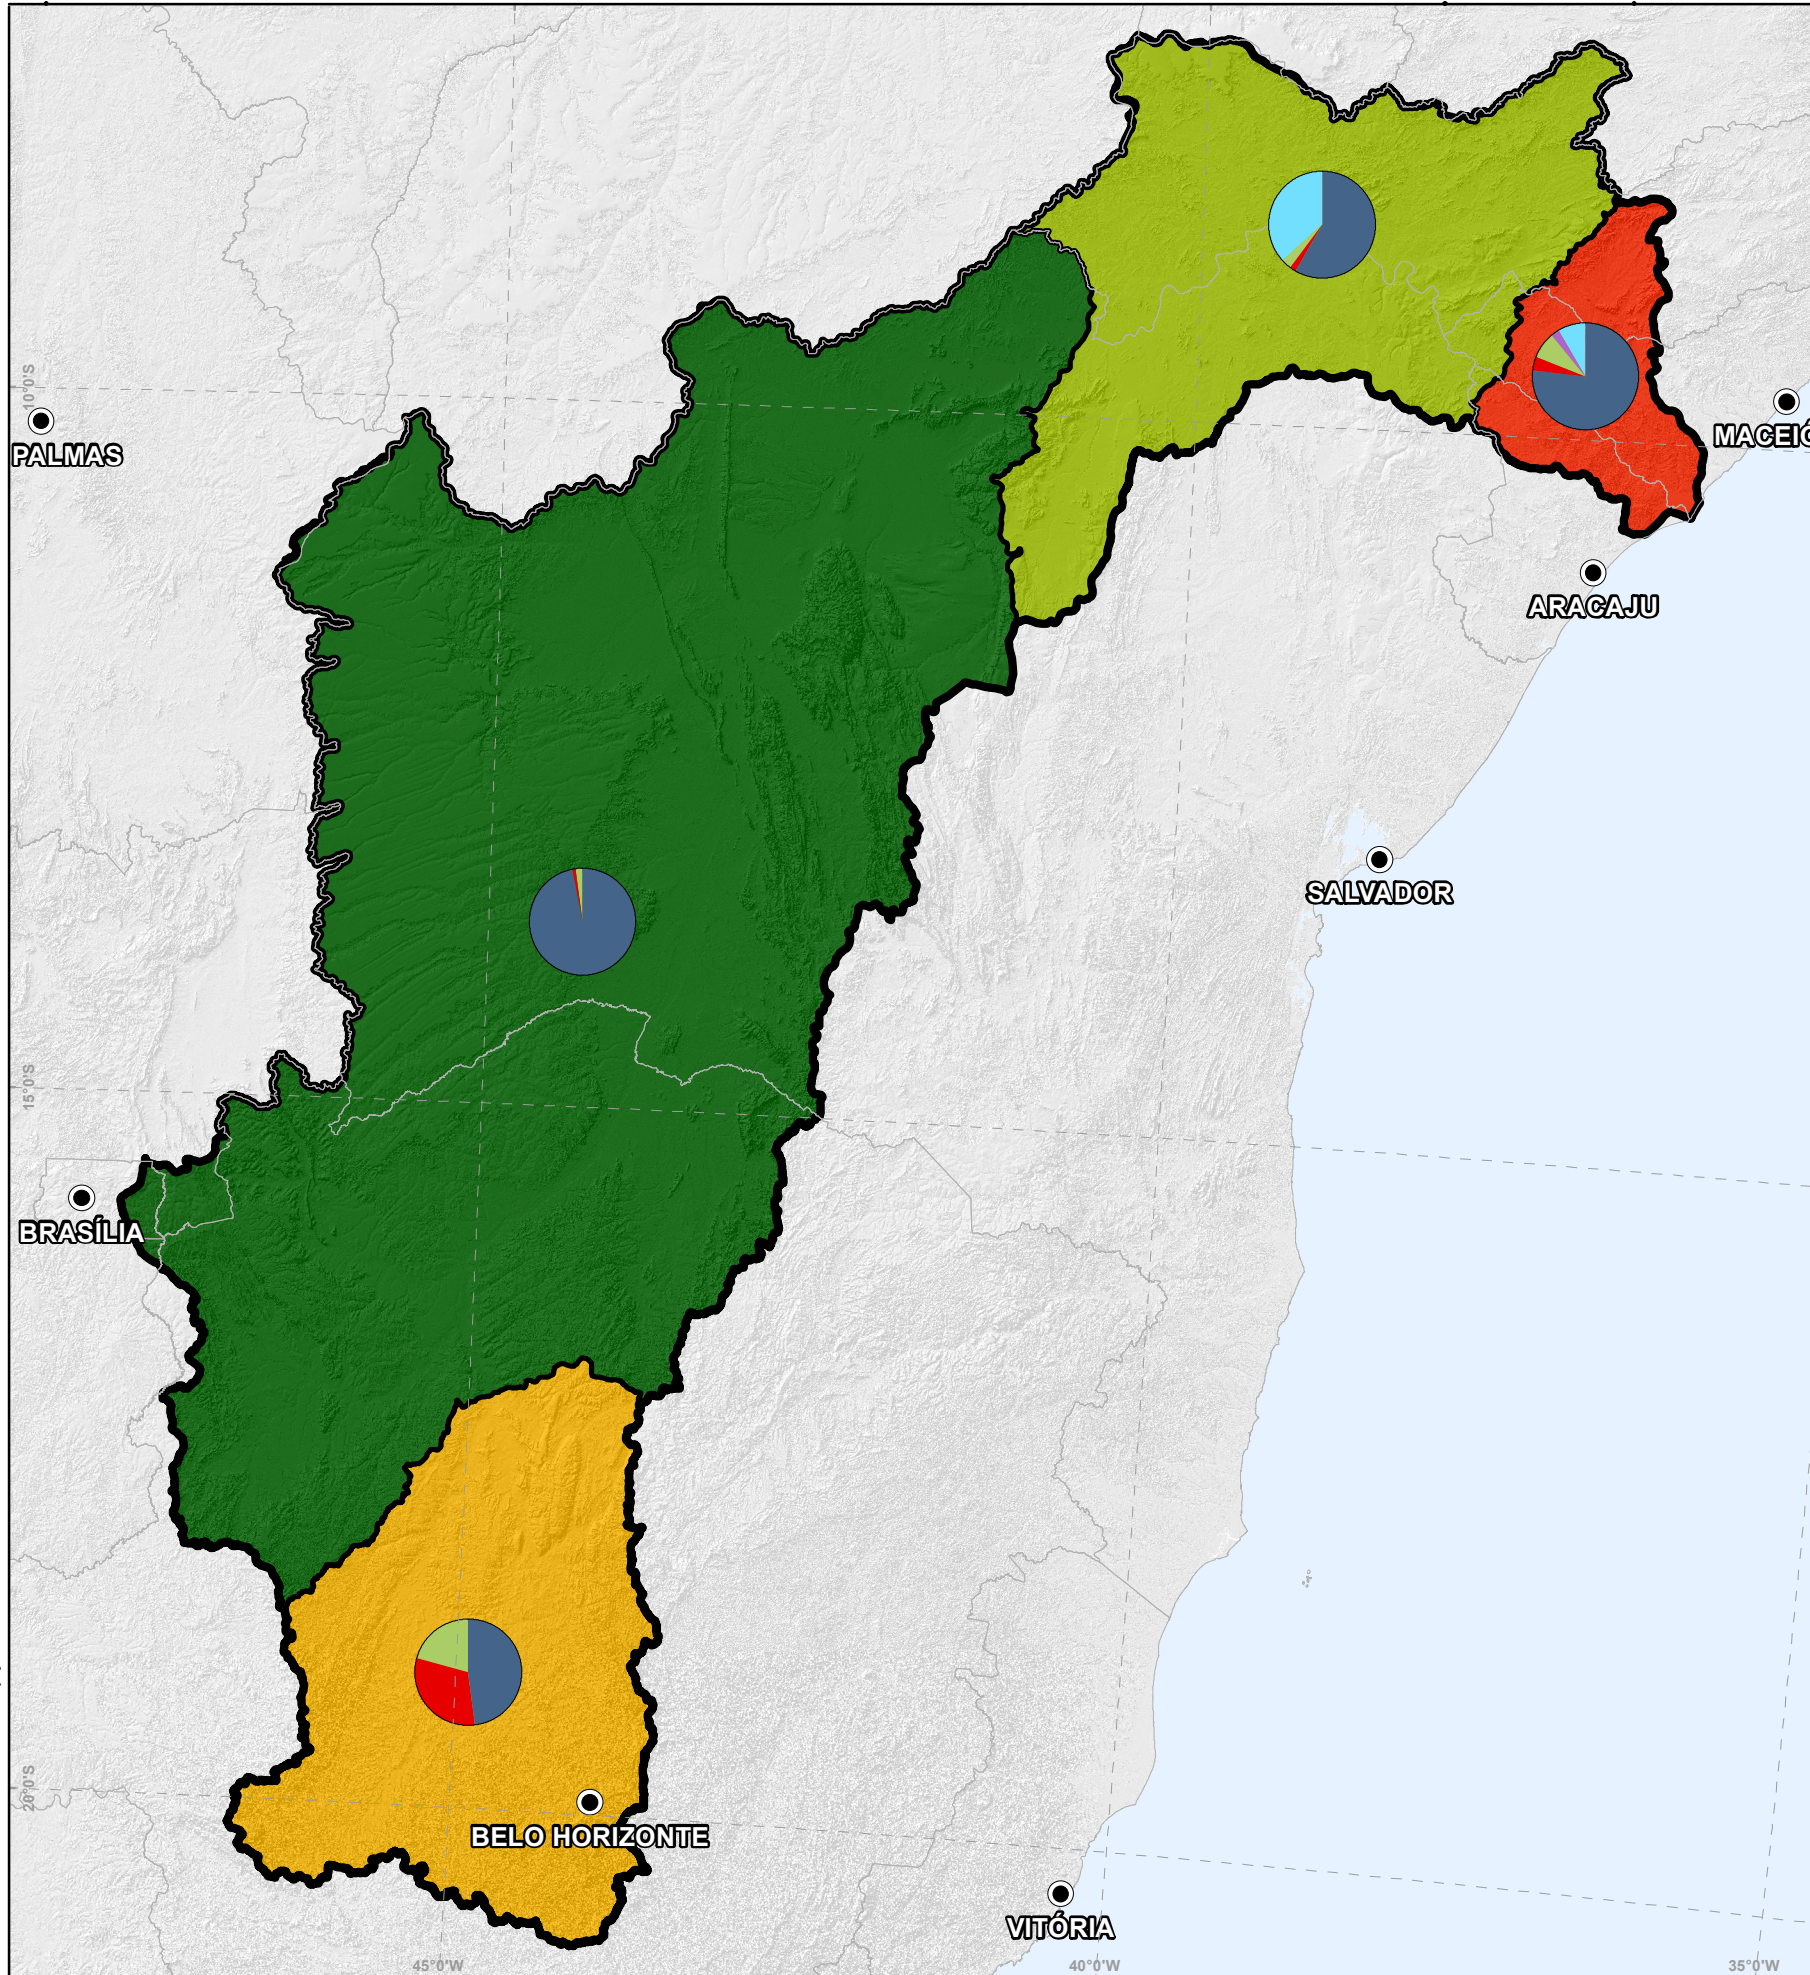 10°0'S
PALMAS
MACEIÓ
ARACAJU
SALVADOR
15°0'S
BRASÍLIA
20°0'S
BELO HORIZONTE
VITÓRIA
45°0'W
40°0'W
35°0'W